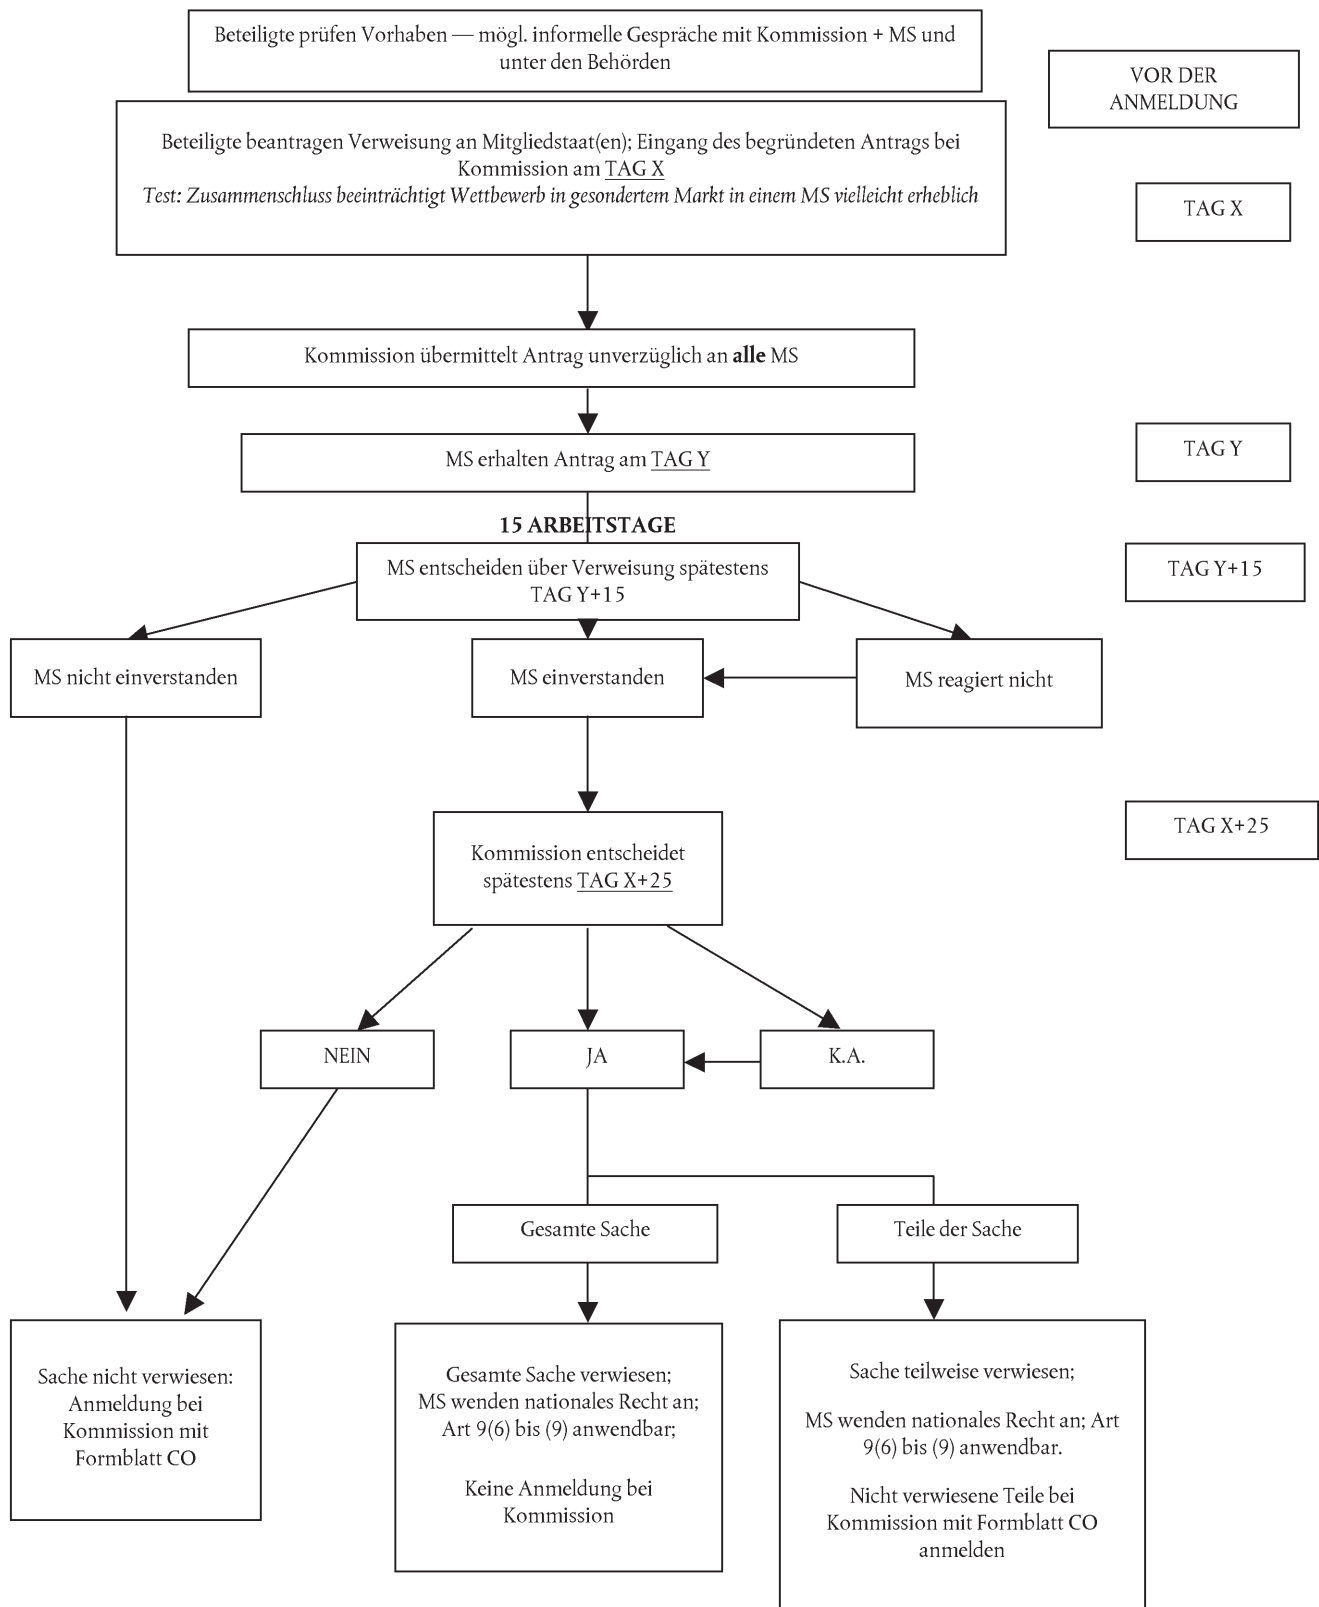 Beteiligte prüfen Vorhaben — mögl. informelle Gespräche mit Kommission + MS und
unter den Behörden
VOR DER
ANMELDUNG
Beteiligte beantragen Verweisung an Mitgliedstaat(en); Eingang des begründeten Antrags bei
Kommission am TAG X
Test: Zusammenschluss beeinträchtigt Wettbewerb in gesondertem Markt in einem MS vielleicht erheblich
TAG X
Kommission übermittelt Antrag unverzüglich an alle MS
MS erhalten Antrag am TAG Y
TAG Y
15 ARBEITSTAGE
MS entscheiden über Verweisung spätestens
TAG Y+15
TAG Y+15
MS nicht einverstanden
MS einverstanden
MS reagiert nicht
Kommission entscheidet
spätestens TAG X+25
TAG X+25
NEIN
JA
K.A.
Gesamte Sache
Teile der Sache
Sache nicht verwiesen:
Anmeldung bei
Kommission mit
Formblatt CO
Gesamte Sache verwiesen;
MS wenden nationales Recht an;
Art 9(6) bis (9) anwendbar;
Keine Anmeldung bei
Kommission
Sache teilweise verwiesen;
MS wenden nationales Recht an; Art
9(6) bis (9) anwendbar.
Nicht verwiesene Teile bei
Kommission mit Formblatt CO
anmelden